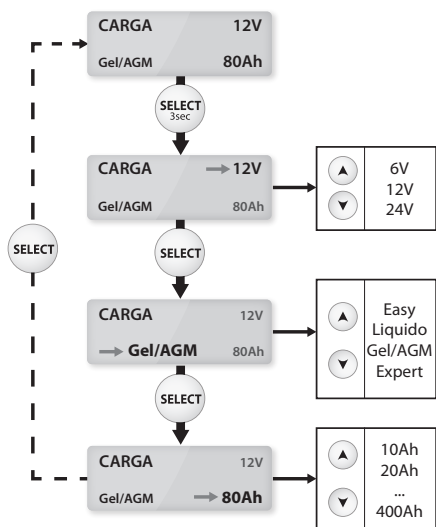 CARGA 12V
Gel/AGM 80Ah
SELECT
3sec
CARGA 12V
Gel/AGM 80Ah
6V
12V
24V
SELECT
SELECT
CARGA 12V
Gel/AGM 80Ah
Easy
Liquido
Gel/AGM
Expert
SELECT
CARGA 12V
Gel/AGM 80Ah
10Ah
20Ah
...
400Ah